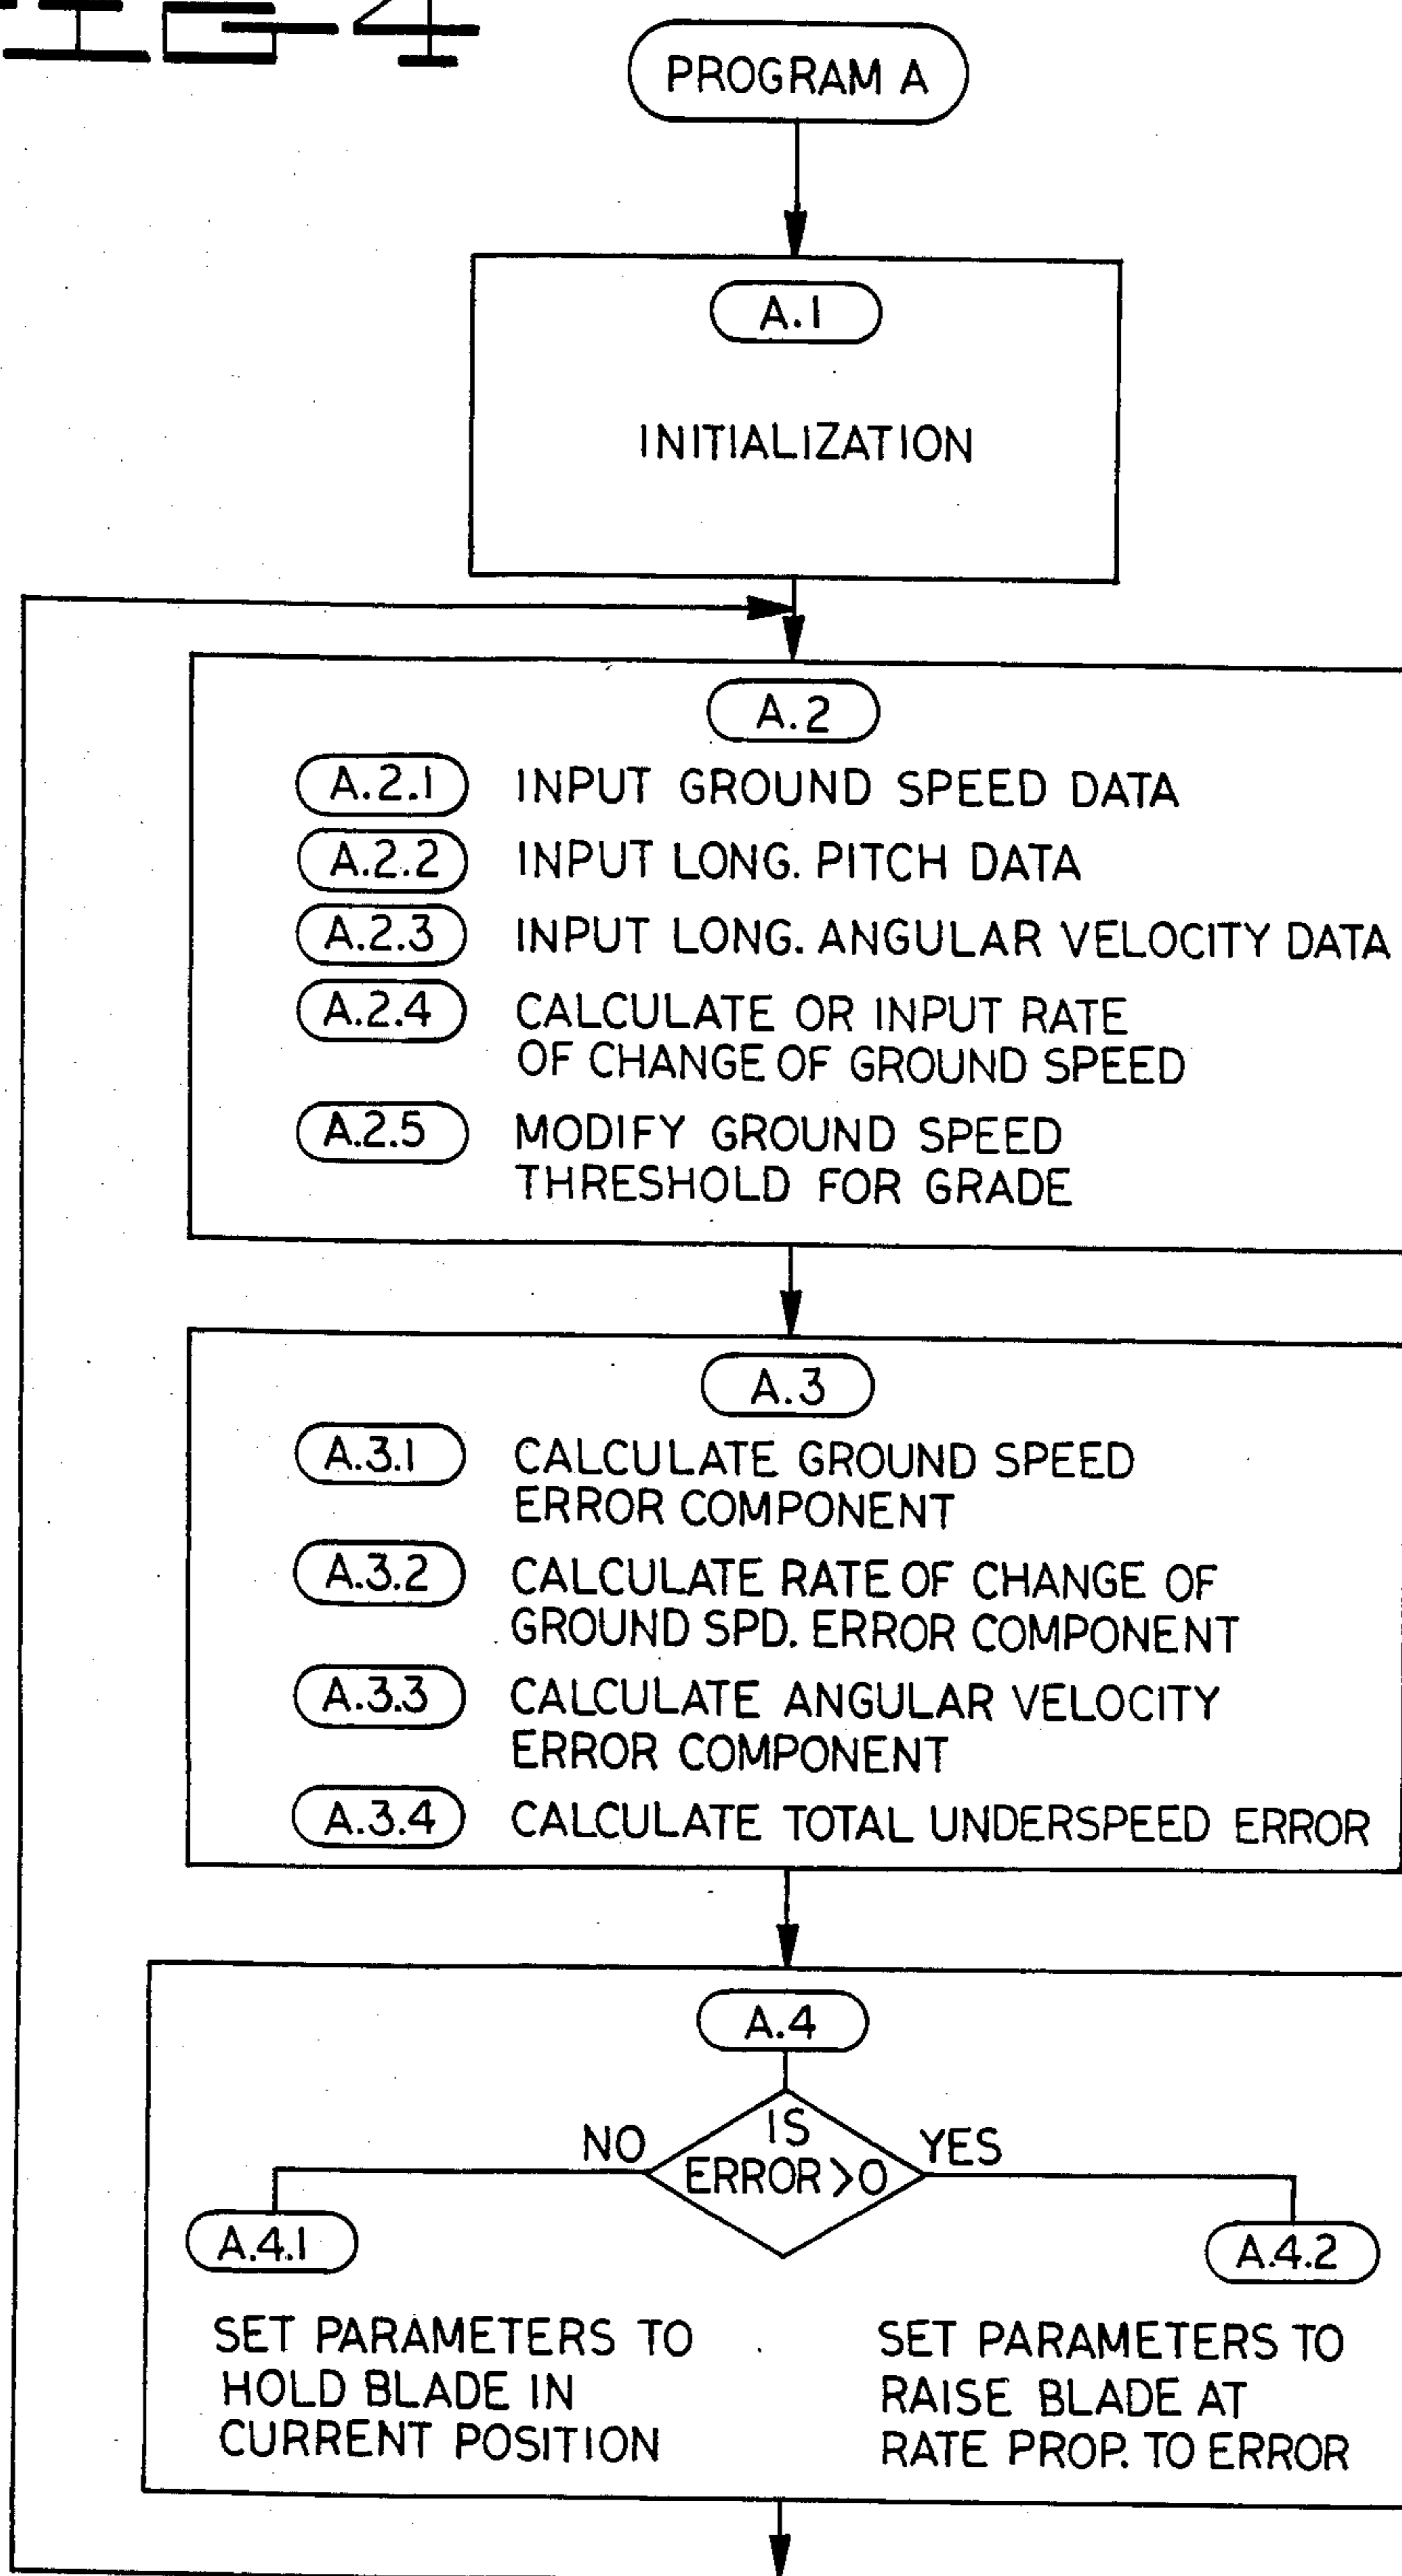 PROGRAM A
A.1
INITIALIZATION
A.2
A.2.1 INPUT GROUND SPEED DATA
A.2.2 INPUT LONG. PITCH DATA
A.2.3 INPUT LONG. ANGULAR VELOCITY DATA
A.2.4 CALCULATE OR INPUT RATE
OF CHANGE OF GROUND SPEED
A.2.5 MODIFY GROUND SPEED
THRESHOLD FOR GRADE
A.3
A.3.1 CALCULATE GROUND SPEED
ERROR COMPONENT
A.3.2 CALCULATE RATE OF CHANGE OF
GROUND SPD. ERROR COMPONENT
A.3.3 CALCULATE ANGULAR VELOCITY
ERROR COMPONENT
A.3.4 CALCULATE TOTAL UNDERSPEED ERROR
A.4
IS
NO ERROR>0 YES
A.4.1
SET PARAMETERS TO
HOLD BLADE IN
CURRENT POSITION
A.4.2
SET PARAMETERS TO
RAISE BLADE AT
RATE PROP. TO ERROR